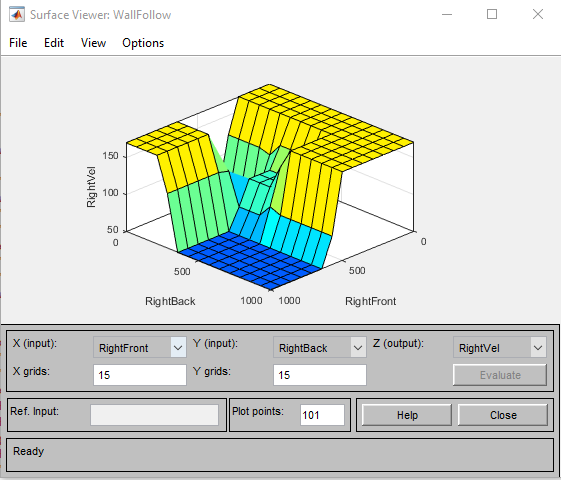 Surface Viewer: WallFollow
File Edit View Options
150
100
50
RightVel
0
500
1000
RightBack
1000
500
0
RightFront
X (input): RightFront Y (input): RightBack Z (output): RightVel
X grids: 15 Y grids: 15 Evaluate
Ref. Input: Plot points: 101 Help Close
Ready